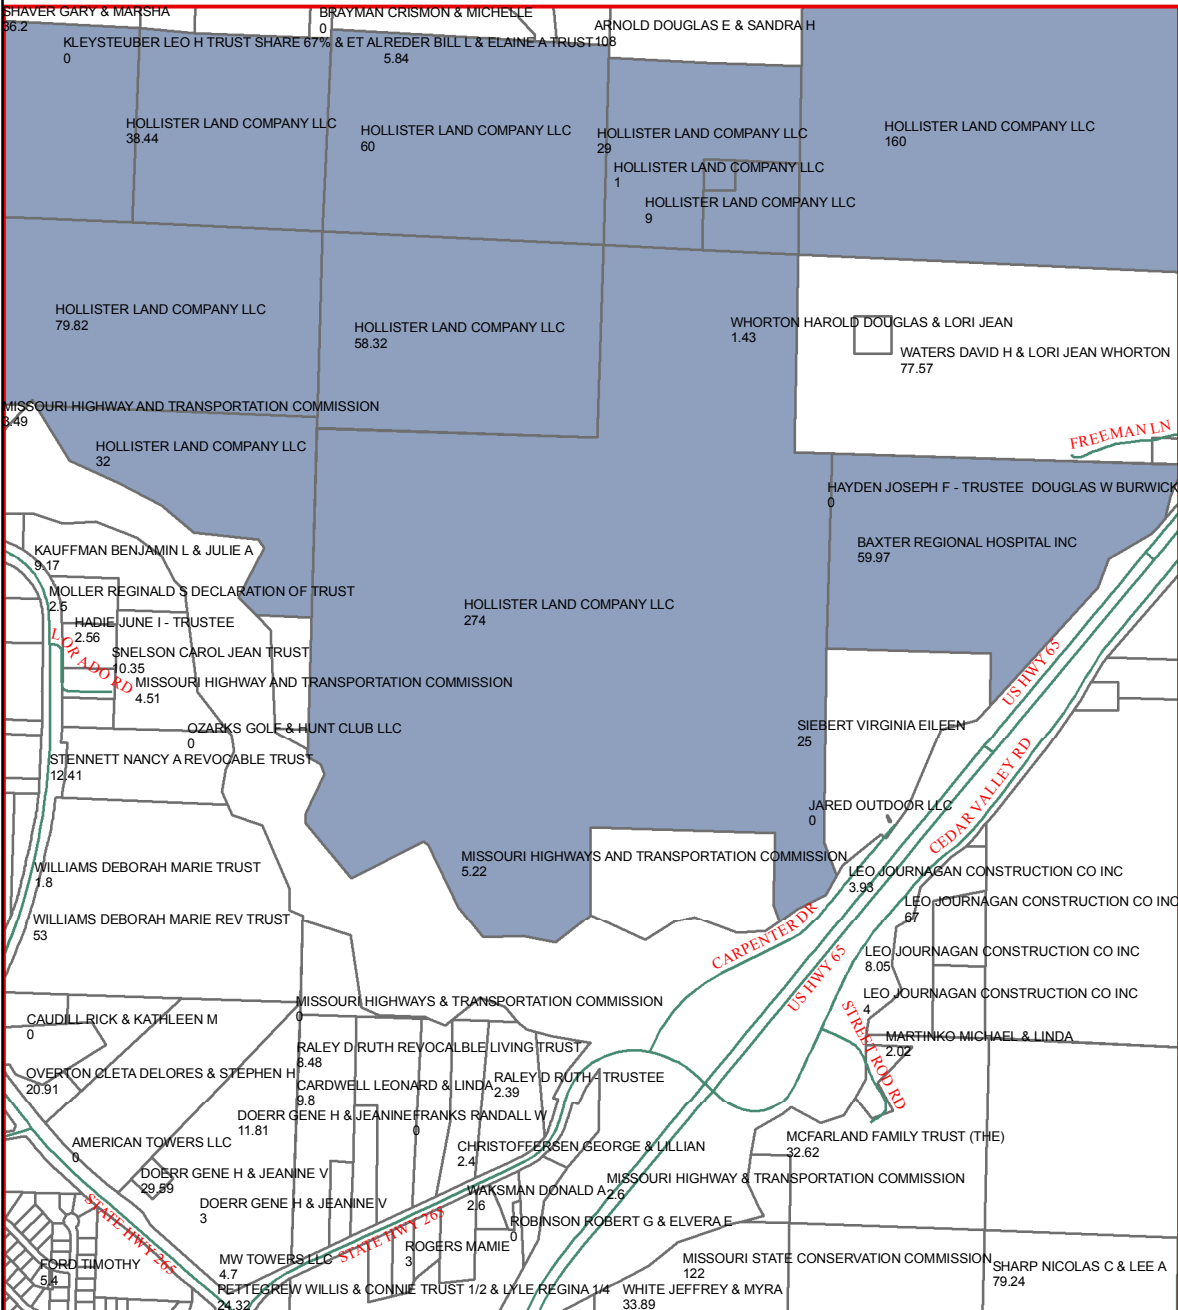 SHAVER GARY & MARSHA
36.2
BRAYMAN CRISMON & MICHELLE
0
ARNOLD DOUGLAS E & SANDRA H
108
KLEYSTEUBER LEO H TRUST SHARE 67% & ET AL
0
REDER BILL L & ELAINE A TRUST
5.84
HOLLISTER LAND COMPANY LLC
38.44
HOLLISTER LAND COMPANY LLC
60
HOLLISTER LAND COMPANY LLC
29
HOLLISTER LAND COMPANY LLC
160
HOLLISTER LAND COMPANY LLC
1
HOLLISTER LAND COMPANY LLC
9
HOLLISTER LAND COMPANY LLC
79.82
HOLLISTER LAND COMPANY LLC
58.32
WHORTON HAROLD DOUGLAS & LORI JEAN
1.43
WATERS DAVID H & LORI JEAN WHORTON
77.57
MISSOURI HIGHWAY AND TRANSPORTATION COMMISSION
3.49
FREEMAN LN
HOLLISTER LAND COMPANY LLC
32
HAYDEN JOSEPH F - TRUSTEE DOUGLAS W BURWICK
0
BAXTER REGIONAL HOSPITAL INC
59.97
KAUFFMAN BENJAMIN L & JULIE A
9.17
MOLLER REGINALD S DECLARATION OF TRUST
2.5
HOLLISTER LAND COMPANY LLC
274
HADIE JUNE I - TRUSTEE
2.56
LORADO RD
SNELSON CAROL JEAN TRUST
10.35
MISSOURI HIGHWAY AND TRANSPORTATION COMMISSION
4.51
US HWY 65
OZARKS GOLF & HUNT CLUB LLC
0
SIEBERT VIRGINIA EILEEN
25
STENNETT NANCY A REVOCABLE TRUST
12.41
CEDAR VALLEY RD
JARED OUTDOOR LLC
0
MISSOURI HIGHWAYS AND TRANSPORTATION COMMISSION
5.22
WILLIAMS DEBORAH MARIE TRUST
1.8
LEO JOURNAGAN CONSTRUCTION CO INC
3.93
LEO JOURNAGAN CONSTRUCTION CO INC
67
WILLIAMS DEBORAH MARIE REV TRUST
53
CARPENTER DR
LEO JOURNAGAN CONSTRUCTION CO INC
8.05
US HWY 65
LEO JOURNAGAN CONSTRUCTION CO INC
4
MISSOURI HIGHWAYS & TRANSPORTATION COMMISSION
0
CAUDILL RICK & KATHLEEN M
0
STREET ROD RD
MARTINKO MICHAEL & LINDA
2.02
RALEY D RUTH REVOCALBLE LIVING TRUST
8.48
OVERTON CLETA DELORES & STEPHEN H
20.91
RALEY D RUTH - TRUSTEE
2.39
CARDWELL LEONARD & LINDA
9.8
DOERR GENE H & JEANINE
11.81
FRANKS RANDALL W
0
AMERICAN TOWERS LLC
0
CHRISTOFFERSEN GEORGE & LILLIAN
2.4
MCFARLAND FAMILY TRUST (THE)
32.62
DOERR GENE H & JEANINE V
29.59
MISSOURI HIGHWAY & TRANSPORTATION COMMISSION
2.6
WAKSMAN DONALD A
2.6
DOERR GENE H & JEANINE V
3
STATE HWY 265
STATE HWY 265
ROBINSON ROBERT G & ELVERA E
0
ROGERS MAMIE
3
MW TOWERS LLC
4.7
FORD TIMOTHY
5.4
MISSOURI STATE CONSERVATION COMMISSION
122
SHARP NICOLAS C & LEE A
79.24
PETTEGREW WILLIS & CONNIE TRUST 1/2 & LYLE REGINA 1/4
24.32
WHITE JEFFREY & MYRA
33.89